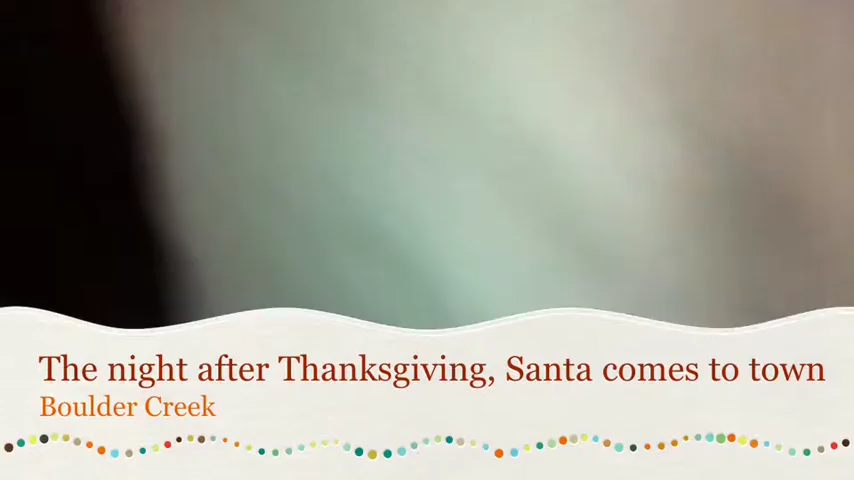 The night after Thanksgiving, Santa comes to town
Boulder Creek